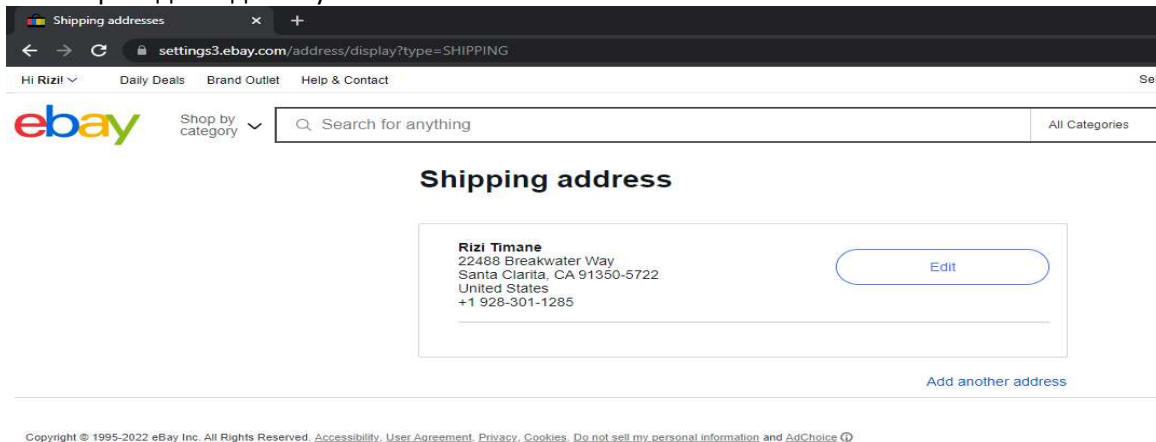 Shipping addresses × +
settings3.ebay.com/address/display?type=SHIPPING
Hi Rizi! Daily Deals Brand Outlet Help & Contact
ebay Shop by category Search for anything All Categories
Shipping address
Rizi Timane
22488 Breakwater Way
Santa Clarita, CA 91350-5722
United States
+1 928-301-1285
Edit
Add another address
Copyright © 1995-2022 eBay Inc. All Rights Reserved. Accessibility, User Agreement, Privacy, Cookies, Do not sell my personal information and AdChoice